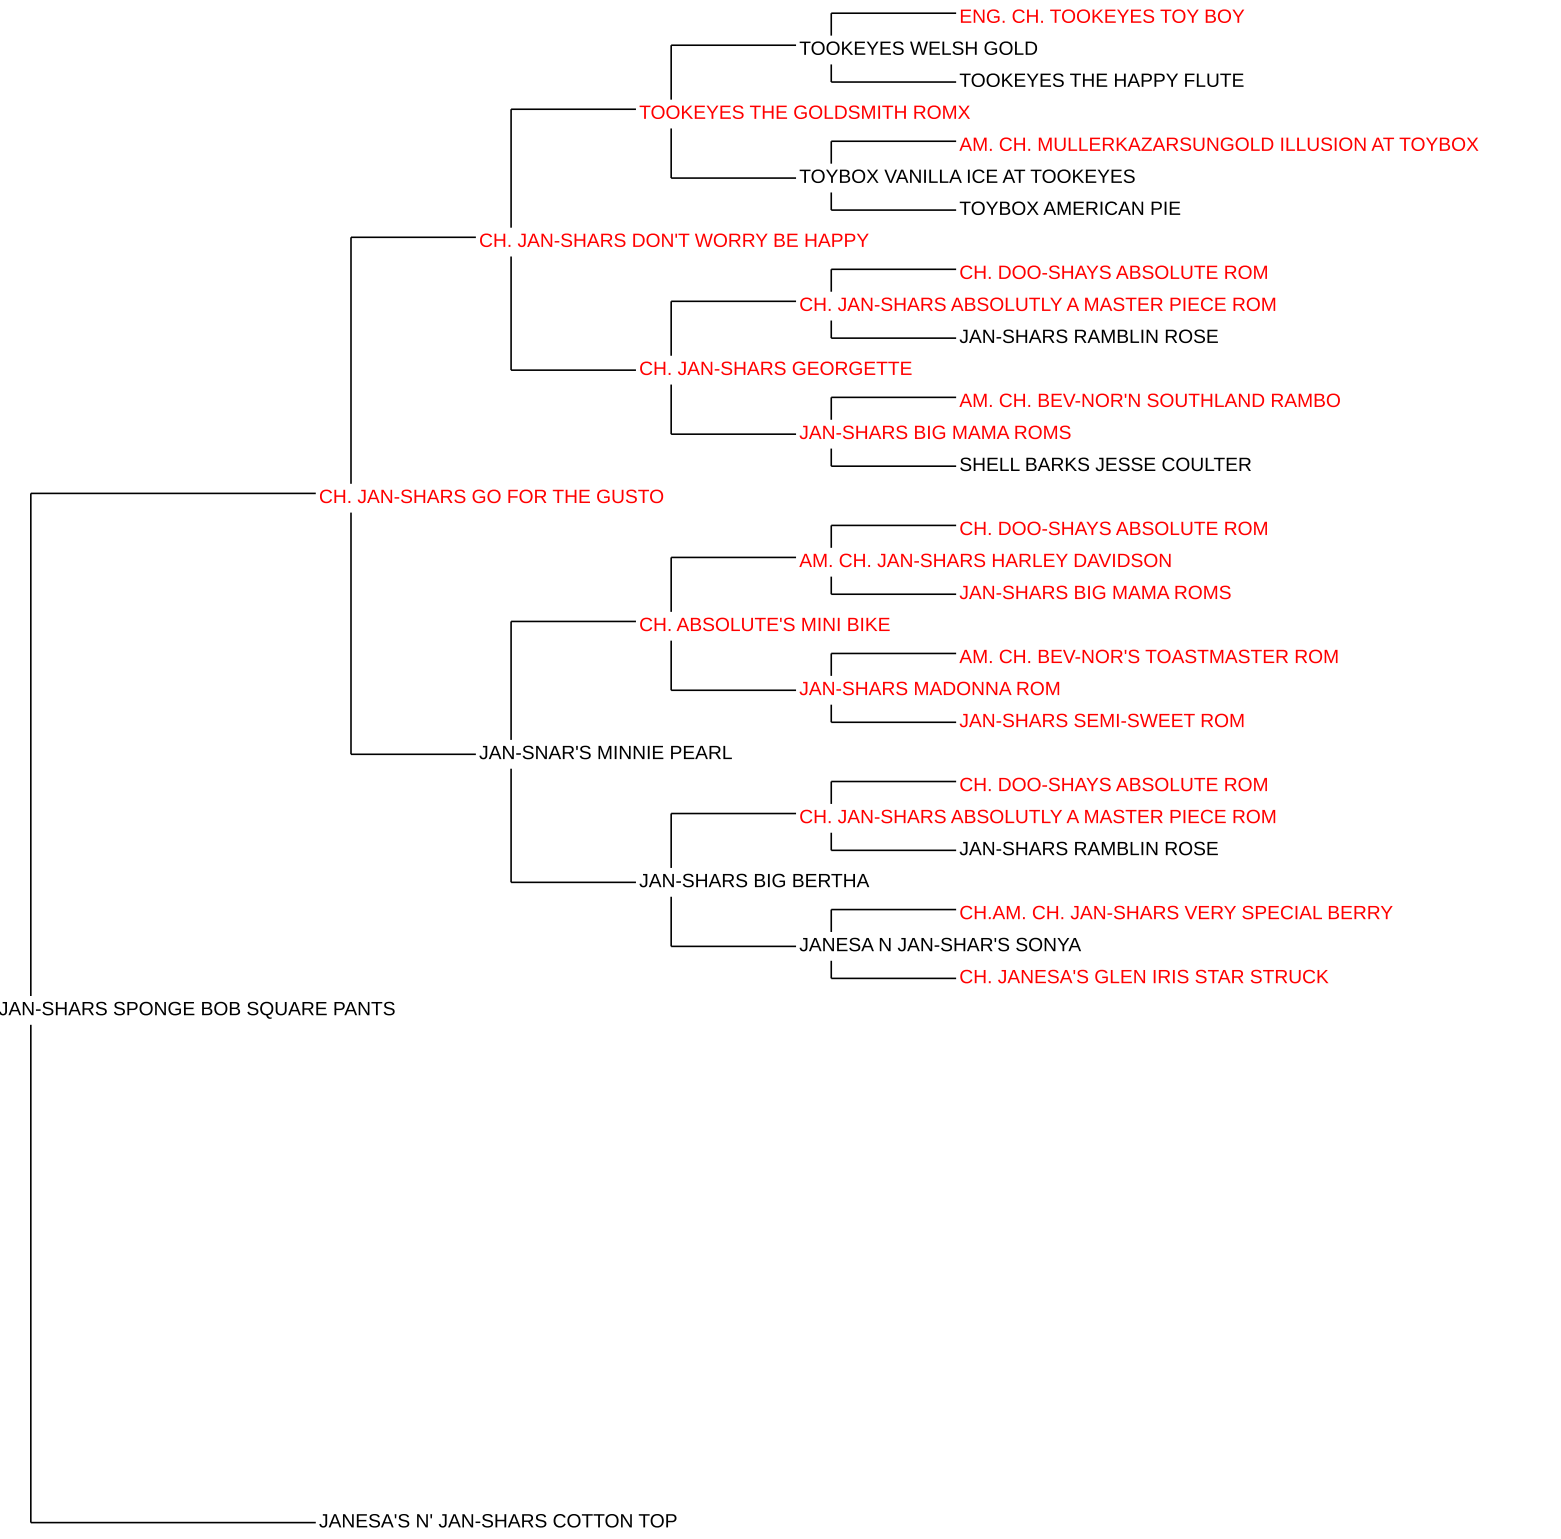 ENG. CH. TOOKEYES TOY BOY
TOOKEYES WELSH GOLD
TOOKEYES THE HAPPY FLUTE
TOOKEYES THE GOLDSMITH ROMX
AM. CH. MULLERKAZARSUNGOLD ILLUSION AT TOYBOX
TOYBOX VANILLA ICE AT TOOKEYES
TOYBOX AMERICAN PIE
CH. JAN-SHARS DON'T WORRY BE HAPPY
CH. DOO-SHAYS ABSOLUTE ROM
CH. JAN-SHARS ABSOLUTLY A MASTER PIECE ROM
JAN-SHARS RAMBLIN ROSE
CH. JAN-SHARS GEORGETTE
AM. CH. BEV-NOR'N SOUTHLAND RAMBO
JAN-SHARS BIG MAMA ROMS
SHELL BARKS JESSE COULTER
CH. JAN-SHARS GO FOR THE GUSTO
CH. DOO-SHAYS ABSOLUTE ROM
AM. CH. JAN-SHARS HARLEY DAVIDSON
JAN-SHARS BIG MAMA ROMS
CH. ABSOLUTE'S MINI BIKE
AM. CH. BEV-NOR'S TOASTMASTER ROM
JAN-SHARS MADONNA ROM
JAN-SHARS SEMI-SWEET ROM
JAN-SNAR'S MINNIE PEARL
CH. DOO-SHAYS ABSOLUTE ROM
CH. JAN-SHARS ABSOLUTLY A MASTER PIECE ROM
JAN-SHARS RAMBLIN ROSE
JAN-SHARS BIG BERTHA
CH.AM. CH. JAN-SHARS VERY SPECIAL BERRY
JANESA N JAN-SHAR'S SONYA
CH. JANESA'S GLEN IRIS STAR STRUCK
JAN-SHARS SPONGE BOB SQUARE PANTS
JANESA'S N' JAN-SHARS COTTON TOP